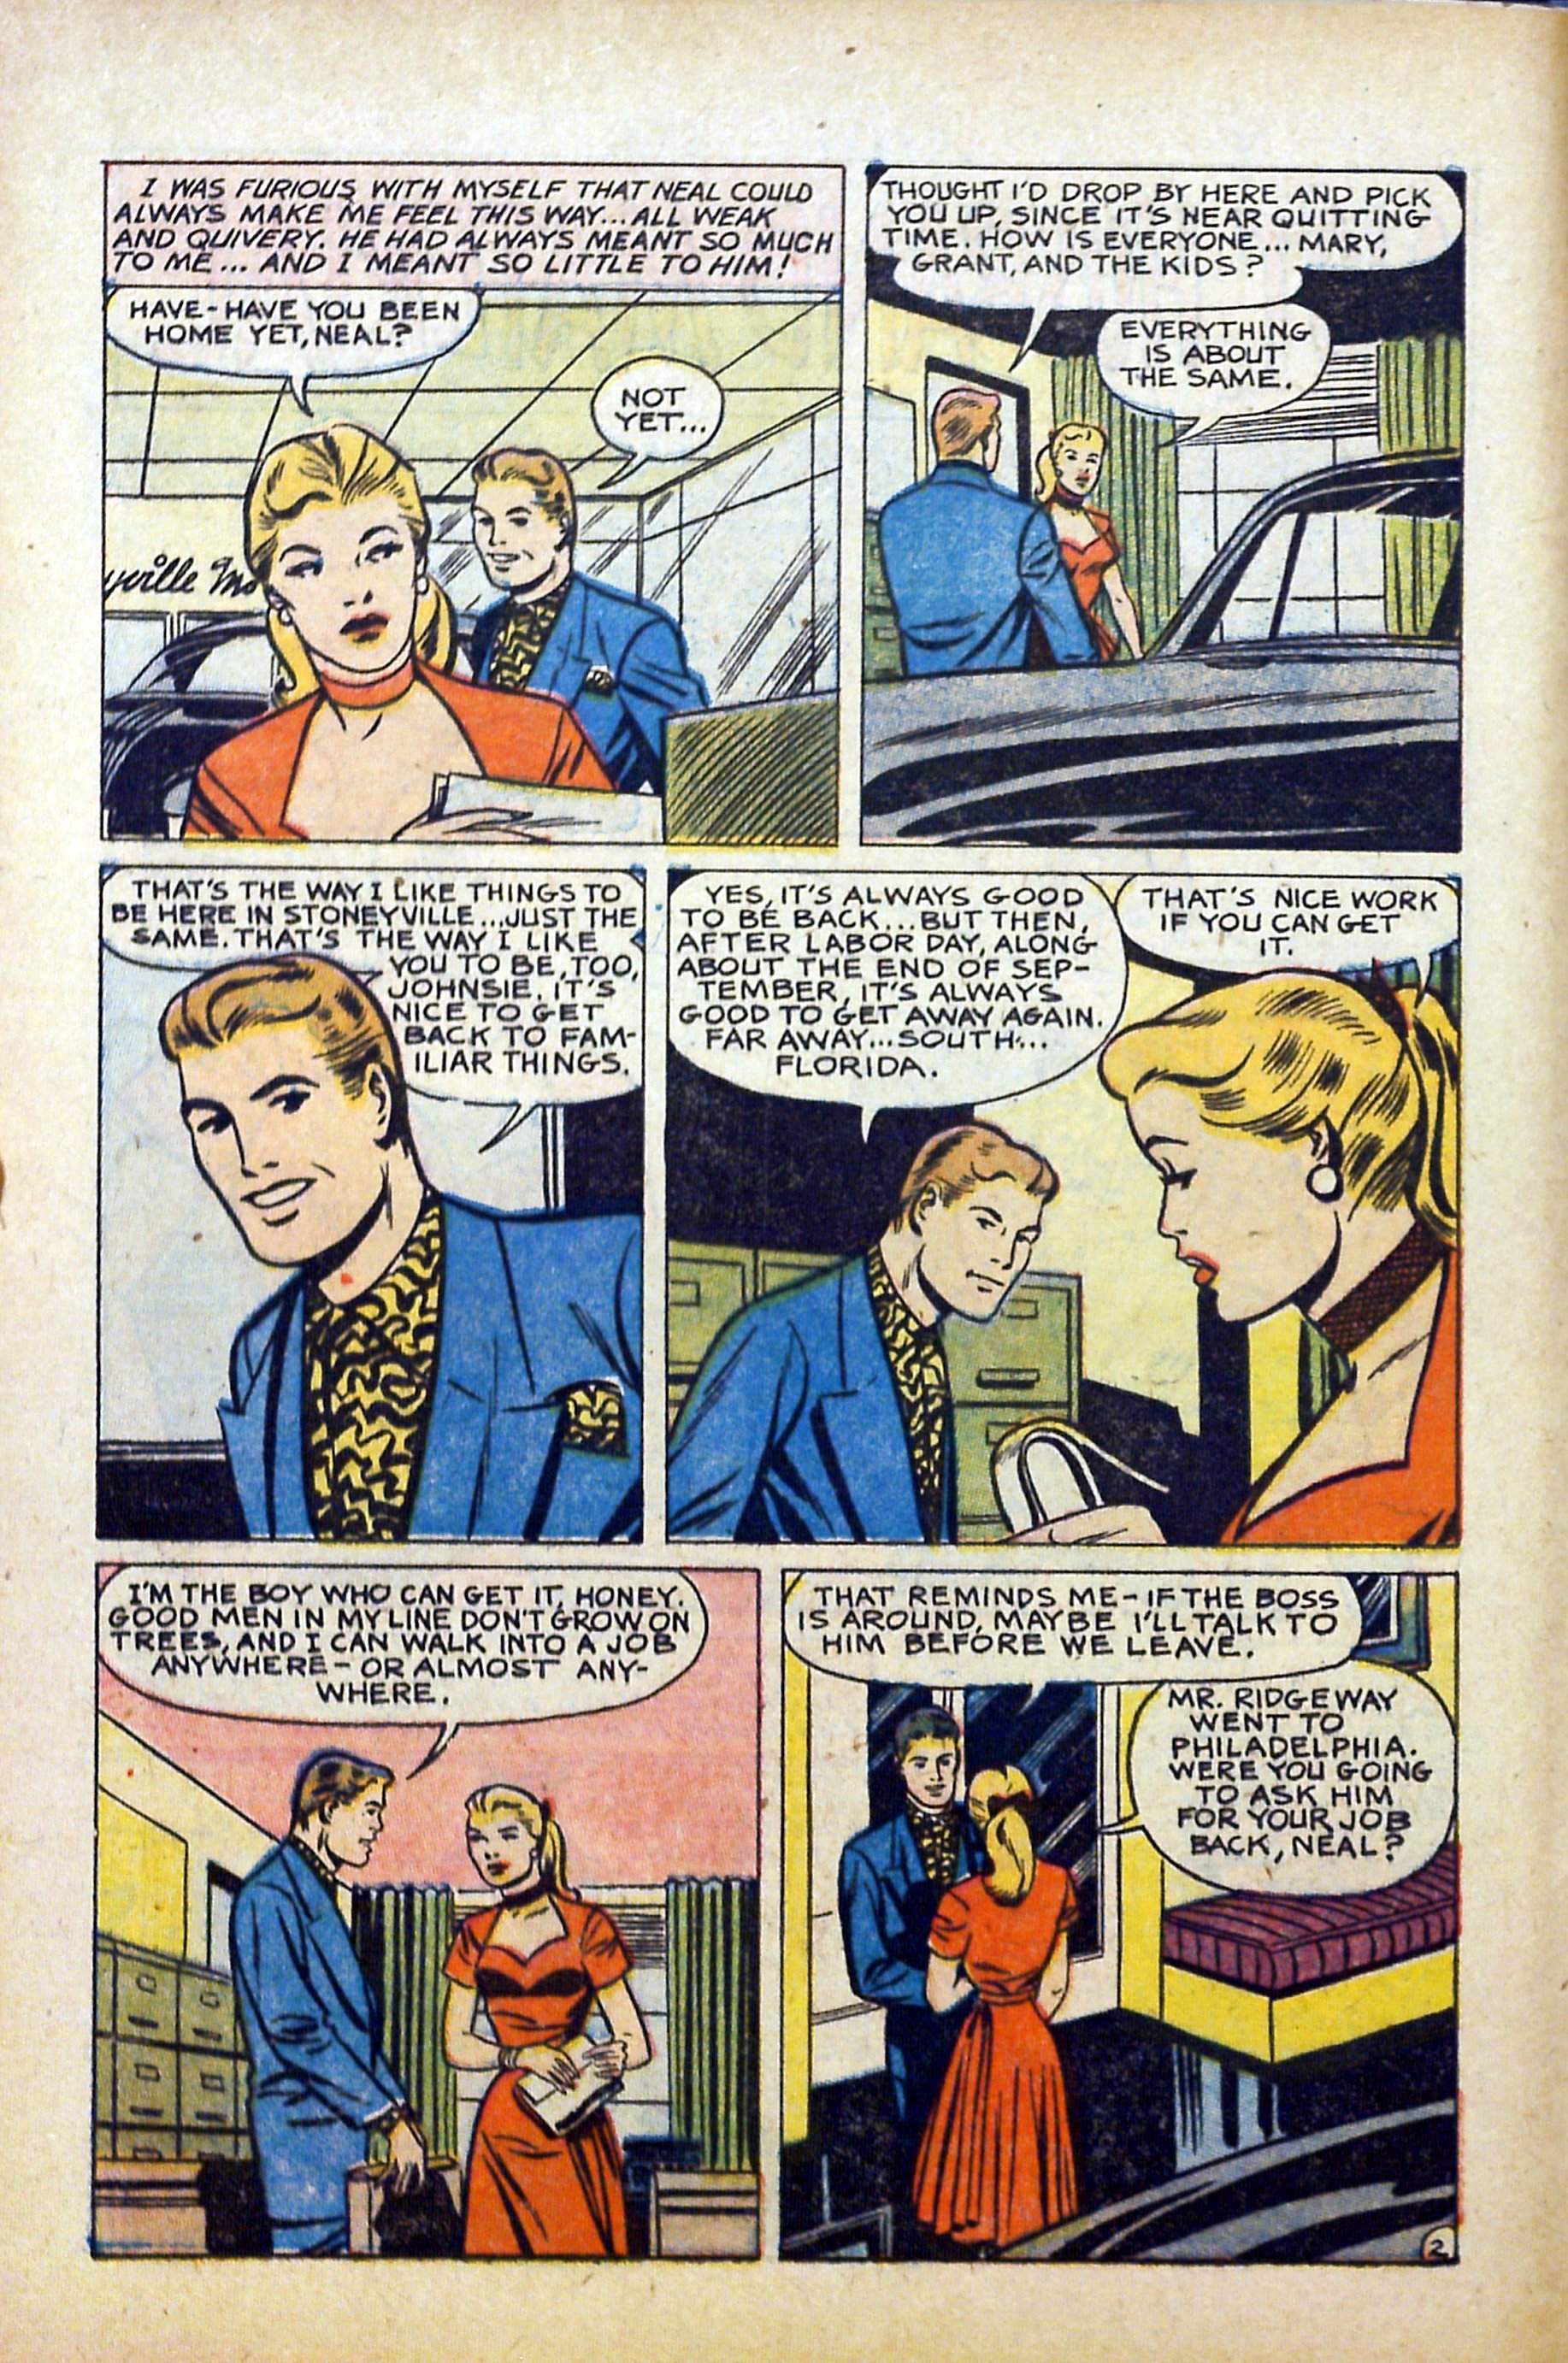 I WAS FURIOUS WITH MYSELF THAT NEAL COULD
ALWAYS MAKE ME FEEL THIS WAY... ALL WEAK
AND QUIVERY. HE HAD ALWAYS MEANT SO MUCH
TO ME... AND I MEANT SO LITTLE TO HIM!
HAVE-HAVE YOU BEEN
HOME YET, NEAL?
NOT
YET...
yville Mo
THOUGHT I'D DROP BY HERE AND PICK
YOU UP, SINCE IT'S NEAR QUITTING
TIME. HOW IS EVERYONE... MARY,
GRANT, AND THE KIDS?
EVERYTHING
IS ABOUT
THE SAME.
THAT'S THE WAY I LIKE THINGS TO
BE HERE IN STONEYVILLE...JUST THE
SAME. THAT'S THE WAY I LIKE
YOU TO BE, TOO,
JOHNSIE. IT'S
NICE TO GET
BACK TO FAM-
ILIAR THINGS.
YES, IT'S ALWAYS GOOD
TO BE BACK...BUT THEN,
AFTER LABOR DAY, ALONG
ABOUT THE END OF SEP-
TEMBER, IT'S ALWAYS
GOOD TO GET AWAY AGAIN.
FAR AWAY...SOUTH...
FLORIDA.
THAT'S NICE WORK
IF YOU CAN GET
IT.
I'M THE BOY WHO CAN GET IT, HONEY.
GOOD MEN IN MY LINE DON'T GROW ON
TREES, AND I CAN WALK INTO A JOB
ANYWHERE-OR ALMOST ANY-
WHERE.
THAT REMINDS ME-IF THE BOSS
IS AROUND, MAYBE I'LL TALK TO
HIM BEFORE WE LEAVE.
MR. RIDGEWAY
WENT TO
PHILADELPHIA.
WERE YOU GOING
TO ASK HIM
FOR YOUR JOB
BACK, NEAL?
2